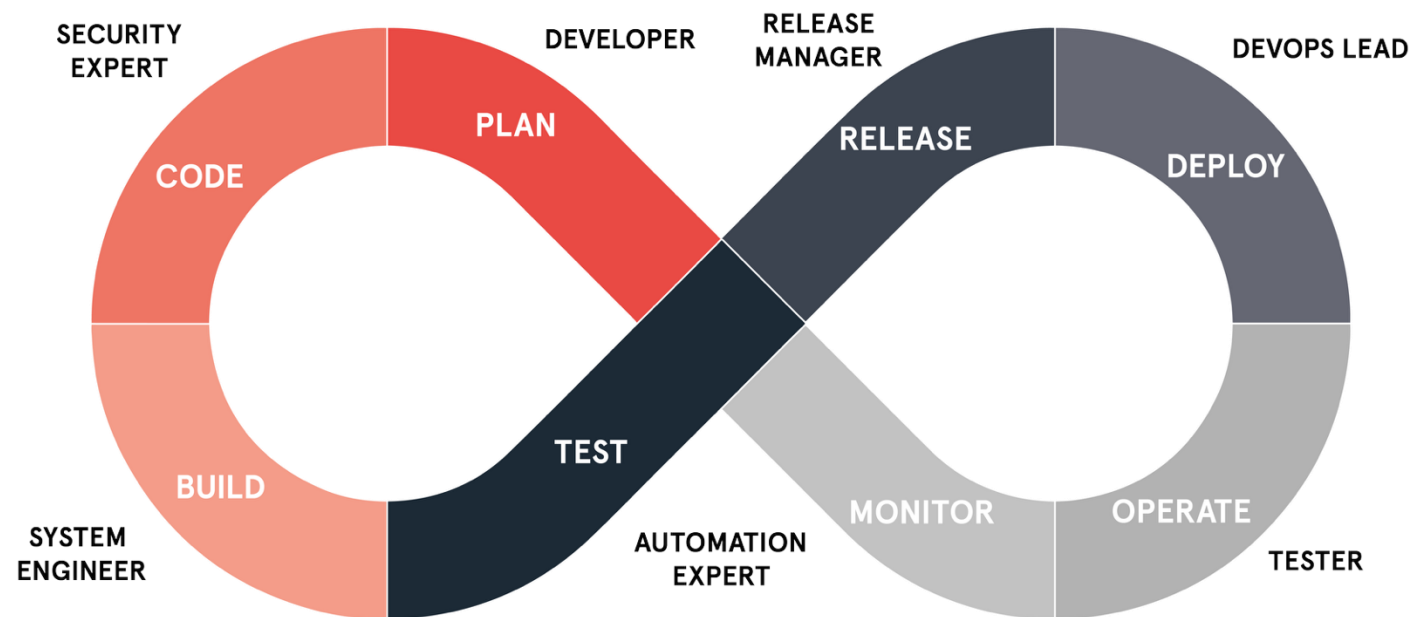 SECURITY
EXPERT
DEVELOPER
RELEASE
MANAGER
DEVOPS LEAD
PLAN
RELEASE
CODE
DEPLOY
TEST
BUILD
MONITOR
OPERATE
SYSTEM
ENGINEER
AUTOMATION
EXPERT
TESTER